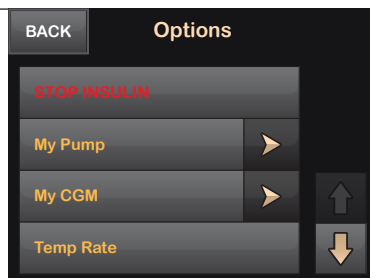 BACK
Options
STOP INSULIN
My Pump
My CGM
Temp Rate